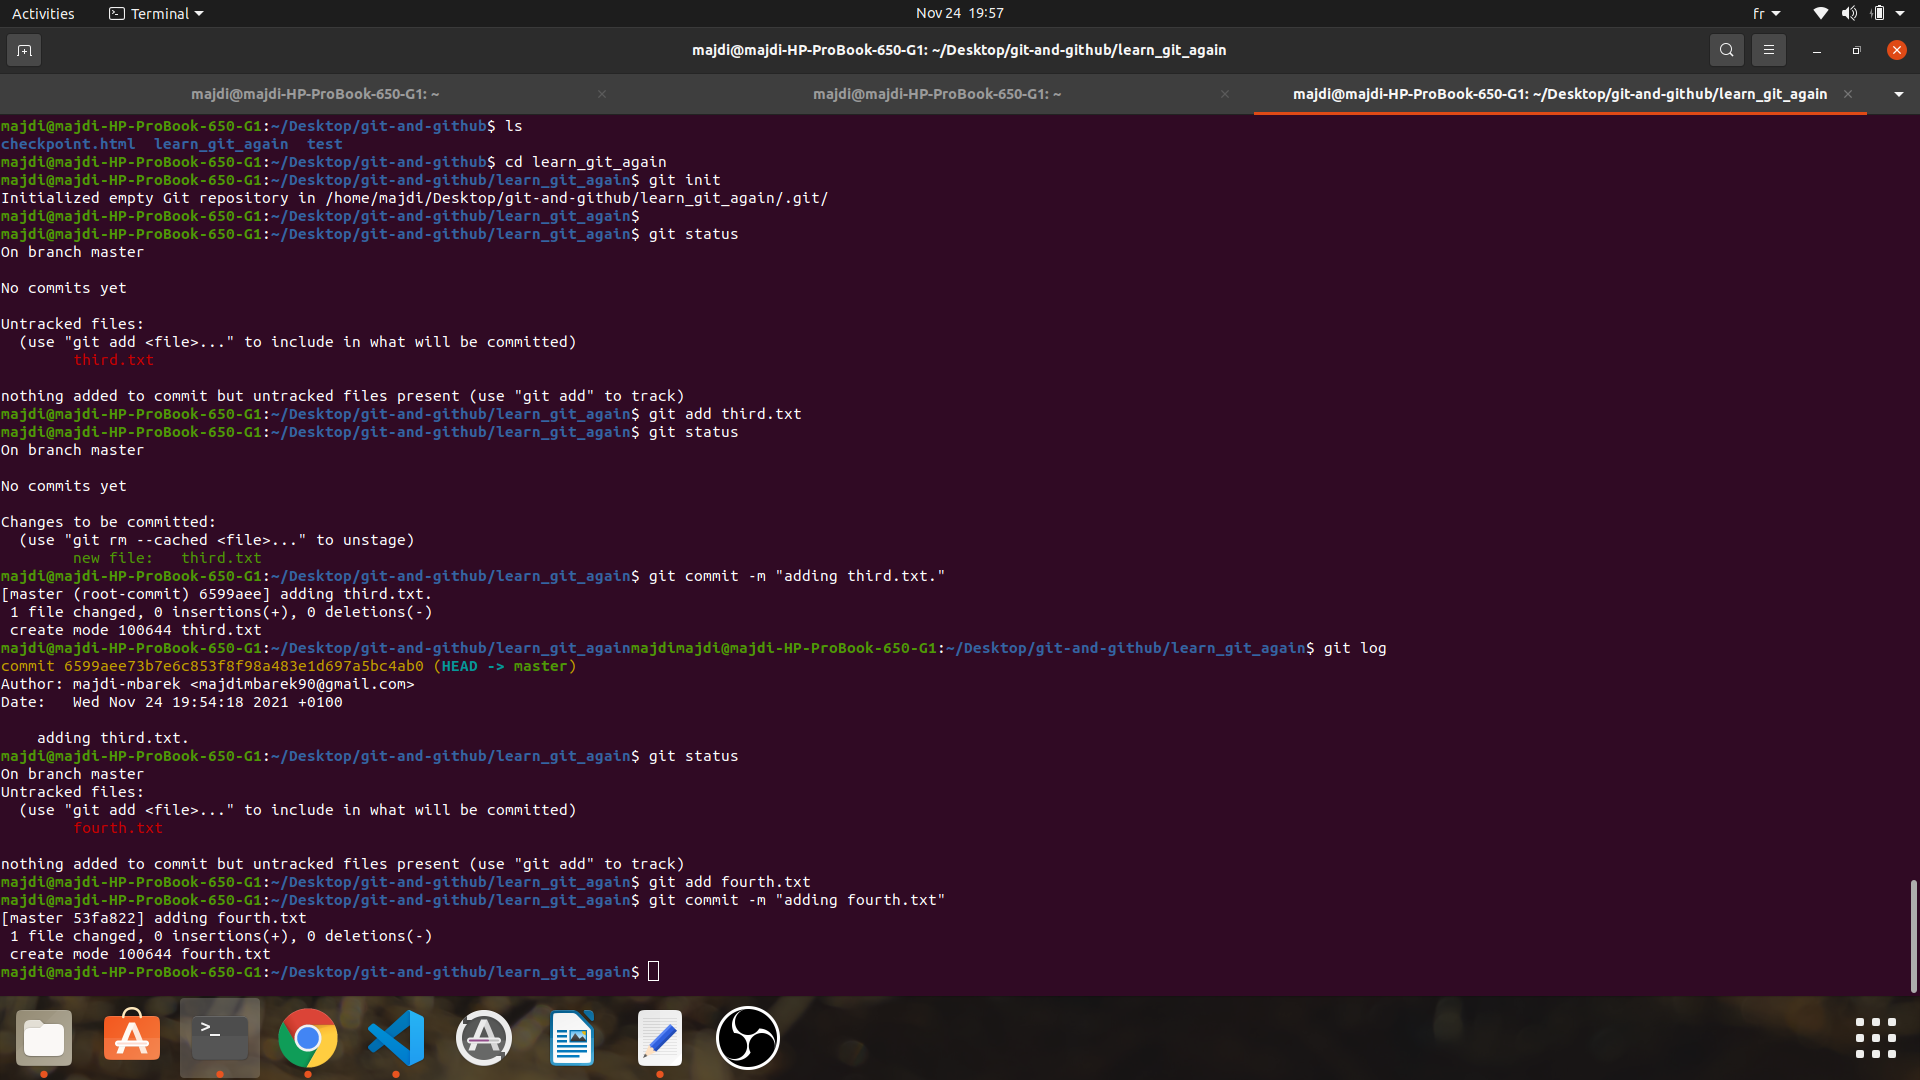 Activities Terminal Nov 24 19:57 fr
majdi@majdi-HP-ProBook-650-G1: ~/Desktop/git-and-github/learn_git_again
majdi@majdi-HP-ProBook-650-G1: ~ majdi@majdi-HP-ProBook-650-G1: ~ majdi@majdi-HP-ProBook-650-G1: ~/Desktop/git-and-github/learn_git_again
majdi@majdi-HP-ProBook-650-G1:~/Desktop/git-and-github$ ls
checkpoint.html learn_git_again test
majdi@majdi-HP-ProBook-650-G1:~/Desktop/git-and-github$ cd learn_git_again
majdi@majdi-HP-ProBook-650-G1:~/Desktop/git-and-github/learn_git_again$ git init
Initialized empty Git repository in /home/majdi/Desktop/git-and-github/learn_git_again/.git/
majdi@majdi-HP-ProBook-650-G1:~/Desktop/git-and-github/learn_git_again$
majdi@majdi-HP-ProBook-650-G1:~/Desktop/git-and-github/learn_git_again$ git status
On branch master
No commits yet
Untracked files:
(use "git add <file>..." to include in what will be committed)
third.txt
nothing added to commit but untracked files present (use "git add" to track)
majdi@majdi-HP-ProBook-650-G1:~/Desktop/git-and-github/learn_git_again$ git add third.txt
majdi@majdi-HP-ProBook-650-G1:~/Desktop/git-and-github/learn_git_again$ git status
On branch master
No commits yet
Changes to be committed:
(use "git rm --cached <file>..." to unstage)
new file: third.txt
majdi@majdi-HP-ProBook-650-G1:~/Desktop/git-and-github/learn_git_again$ git commit -m "adding third.txt."
[master (root-commit) 6599aee] adding third.txt.
1 file changed, 0 insertions(+), 0 deletions(-)
create mode 100644 third.txt
majdi@majdi-HP-ProBook-650-G1:~/Desktop/git-and-github/learn_git_againmajdimajdi@majdi-HP-ProBook-650-G1:~/Desktop/git-and-github/learn_git_again$ git log
commit 6599aee73b7e6c853f8f98a483e1d697a5bc4ab0 (HEAD -> master)
Author: majdi-mbarek <majdimbarek90@gmail.com>
Date: Wed Nov 24 19:54:18 2021 +0100
adding third.txt.
majdi@majdi-HP-ProBook-650-G1:~/Desktop/git-and-github/learn_git_again$ git status
On branch master
Untracked files:
(use "git add <file>..." to include in what will be committed)
fourth.txt
nothing added to commit but untracked files present (use "git add" to track)
majdi@majdi-HP-ProBook-650-G1:~/Desktop/git-and-github/learn_git_again$ git add fourth.txt
majdi@majdi-HP-ProBook-650-G1:~/Desktop/git-and-github/learn_git_again$ git commit -m "adding fourth.txt"
[master 53fa822] adding fourth.txt
1 file changed, 0 insertions(+), 0 deletions(-)
create mode 100644 fourth.txt
majdi@majdi-HP-ProBook-650-G1:~/Desktop/git-and-github/learn_git_again$